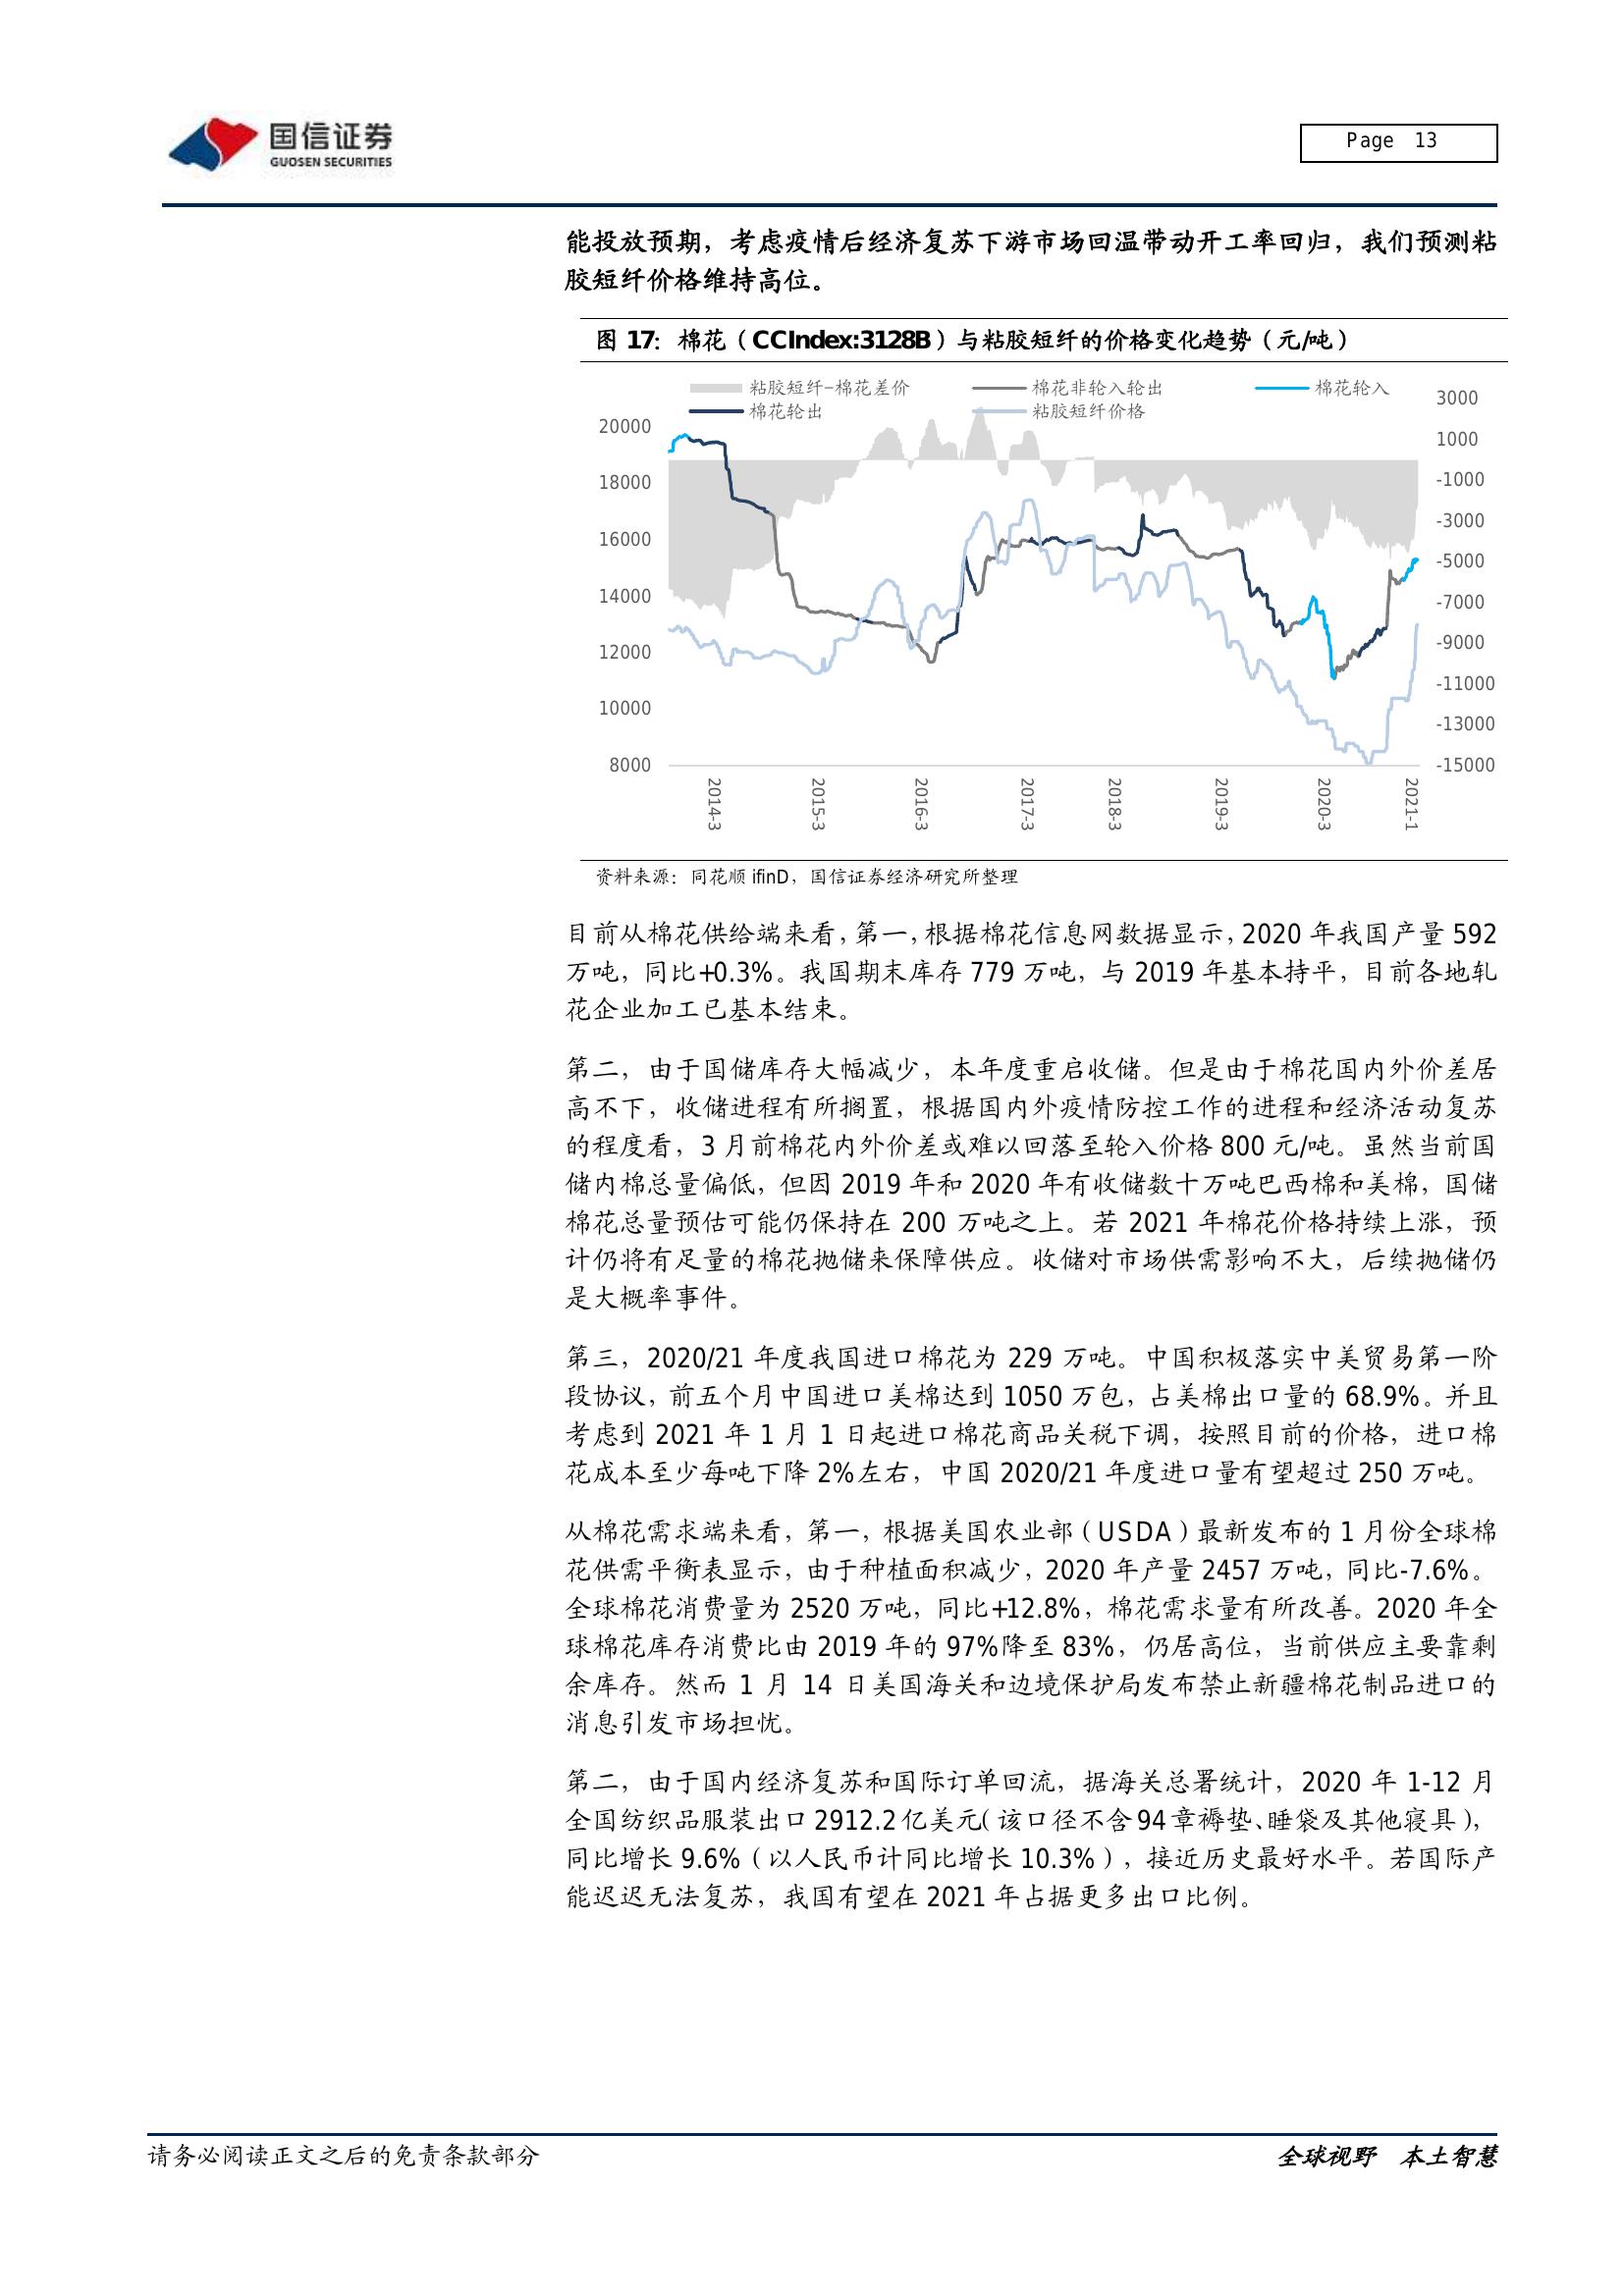 国信证券
GUOSEN SECURITIES
Page 13
能投放预期，考虑疫情后经济复苏下游市场回温带动开工率回归，我们预测粘
胶短纤价格维持高位。
图 17：棉花（CCIndex:3128B）与粘胶短纤的价格变化趋势（元/吨）
粘胶短纤-棉花差价 棉花非轮入轮出 棉花轮入
棉花轮出 粘胶短纤价格
20000
18000
16000
14000
12000
10000
8000
3000
1000
-1000
-3000
-5000
-7000
-9000
-11000
-13000
-15000
2014-3
2015-3
2016-3
2017-3
2018-3
2019-3
2020-3
2021-1
资料来源：同花顺 ifinD，国信证券经济研究所整理
目前从棉花供给端来看，第一，根据棉花信息网数据显示，2020 年我国产量 592
万吨，同比+0.3%。我国期末库存 779 万吨，与 2019 年基本持平，目前各地轧
花企业加工已基本结束。
第二，由于国储库存大幅减少，本年度重启收储。但是由于棉花国内外价差居
高不下，收储进程有所搁置，根据国内外疫情防控工作的进程和经济活动复苏
的程度看，3 月前棉花内外价差或难以回落至轮入价格 800 元/吨。虽然当前国
储内棉总量偏低，但因 2019 年和 2020 年有收储数十万吨巴西棉和美棉，国储
棉花总量预估可能仍保持在 200 万吨之上。若 2021 年棉花价格持续上涨，预
计仍将有足量的棉花抛储来保障供应。收储对市场供需影响不大，后续抛储仍
是大概率事件。
第三，2020/21 年度我国进口棉花为 229 万吨。中国积极落实中美贸易第一阶
段协议，前五个月中国进口美棉达到 1050 万包，占美棉出口量的 68.9%。并且
考虑到 2021 年 1 月 1 日起进口棉花商品关税下调，按照目前的价格，进口棉
花成本至少每吨下降 2%左右，中国 2020/21 年度进口量有望超过 250 万吨。
从棉花需求端来看，第一，根据美国农业部（USDA）最新发布的 1 月份全球棉
花供需平衡表显示，由于种植面积减少，2020 年产量 2457 万吨，同比-7.6%。
全球棉花消费量为 2520 万吨，同比+12.8%，棉花需求量有所改善。2020 年全
球棉花库存消费比由 2019 年的 97%降至 83%，仍居高位，当前供应主要靠剩
余库存。然而 1 月 14 日美国海关和边境保护局发布禁止新疆棉花制品进口的
消息引发市场担忧。
第二，由于国内经济复苏和国际订单回流，据海关总署统计，2020 年 1-12 月
全国纺织品服装出口 2912.2 亿美元（该口径不含 94 章褥垫、睡袋及其他寝具），
同比增长 9.6%（以人民币计同比增长 10.3%），接近历史最好水平。若国际产
能迟迟无法复苏，我国有望在 2021 年占据更多出口比例。
请务必阅读正文之后的免责条款部分
全球视野 本土智慧